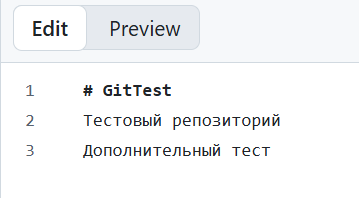 Edit Preview
1 # GitTest
2 Тестовый репозиторий
3 Дополнительный тест